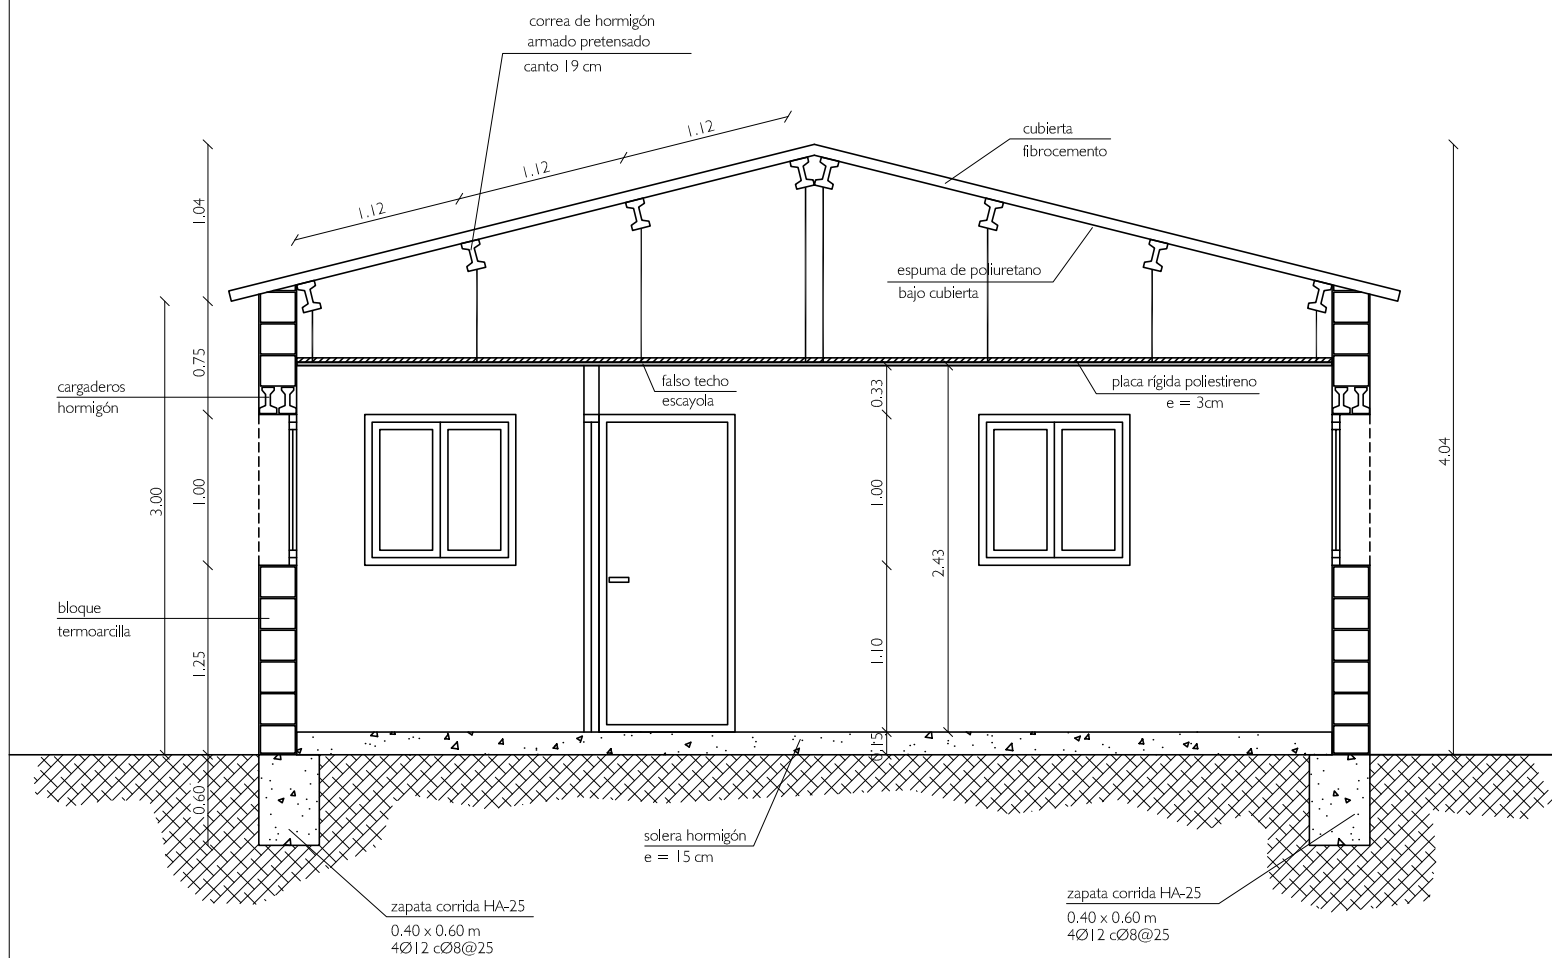 correa de hormigón
armado pretensado
canto 19 cm
1.12
1.12
1.12
cubierta
fibrocemento
1.04
espuma de poliuretano
bajo cubierta
0.75
cargaderos
hormigón
falso techo
escayola
0.33
placa rígida poliestireno
e = 3cm
4.04
3.00
1.00
1.00
2.43
bloque
termoarcilla
1.25
1.10
0.15
0.60
solera hormigón
e = 15 cm
zapata corrida HA-25
0.40 x 0.60 m
4Ø12 cØ8@25
zapata corrida HA-25
0.40 x 0.60 m
4Ø12 cØ8@25